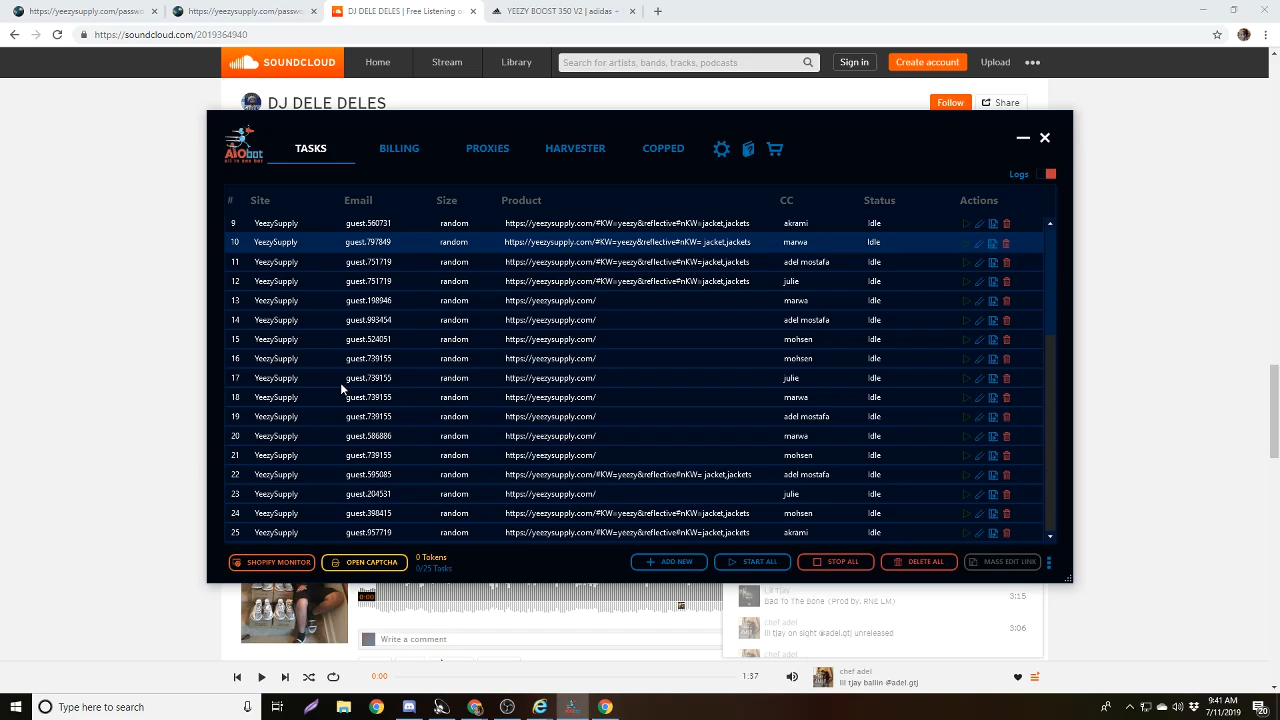 https://yeezysupply.com/passwo
https://yeezysupply.com/passwo
DJ DELE DELES | Free Listening o
YEEZY BOOST 350 V2 | adidas +
https://soundcloud.com/2019364940
SOUNDCLOUD Home Stream Library Search for artists, bands, tracks, podcasts Sign in Create account Upload
DJ DELE DELES Follow Share
AIObot
all in one bot
TASKS BILLING PROXIES HARVESTER COPPED
Logs
# Site Email Size Product CC Status Actions
9 YeezySupply guest.560731 random https://yeezysupply.com/#KW=yeezy&reflective#nKW=jacket,jackets akrami Idle
10 YeezySupply guest.797849 random https://yeezysupply.com/#KW=yeezy&reflective#nKW= jacket,jackets marwa Idle
11 YeezySupply guest.751719 random https://yeezysupply.com/#KW=yeezy&reflective#nKW=jacket,jackets adel mostafa Idle
12 YeezySupply guest.751719 random https://yeezysupply.com/#KW=yeezy&reflective#nKW=jacket,jackets julie Idle
13 YeezySupply guest.198946 random https://yeezysupply.com/ marwa Idle
14 YeezySupply guest.993454 random https://yeezysupply.com/ adel mostafa Idle
15 YeezySupply guest.524051 random https://yeezysupply.com/ mohsen Idle
16 YeezySupply guest.739155 random https://yeezysupply.com/ mohsen Idle
17 YeezySupply guest.739155 random https://yeezysupply.com/ julie Idle
18 YeezySupply guest.739155 random https://yeezysupply.com/ marwa Idle
19 YeezySupply guest.739155 random https://yeezysupply.com/ adel mostafa Idle
20 YeezySupply guest.586886 random https://yeezysupply.com/ marwa Idle
21 YeezySupply guest.739155 random https://yeezysupply.com/ mohsen Idle
22 YeezySupply guest.595085 random https://yeezysupply.com/#KW=yeezy&reflective#nKW= jacket,jackets adel mostafa Idle
23 YeezySupply guest.204531 random https://yeezysupply.com/ julie Idle
24 YeezySupply guest.398415 random https://yeezysupply.com/#KW=yeezy&reflective#nKW=jacket,jackets mohsen Idle
25 YeezySupply guest.957719 random https://yeezysupply.com/#KW=yeezy&reflective#nKW=jacket,jackets akrami Idle
SHOPIFY MONITOR OPEN CAPTCHA 0 Tokens
0/25 Tasks
ADD NEW START ALL STOP ALL DELETE ALL MASS EDIT LINK
0:00
Lil Tjay
Bad To The Bone (Prod by. RNE LM) 3:15
chef adel
lil tjay on sight @adel.gtj unreleased 3:06
chef adel
Write a comment
0:00 1:37
chef adel
lil tjay ballin @adel.gtj
Type here to search
9:41 AM
7/11/2019
20